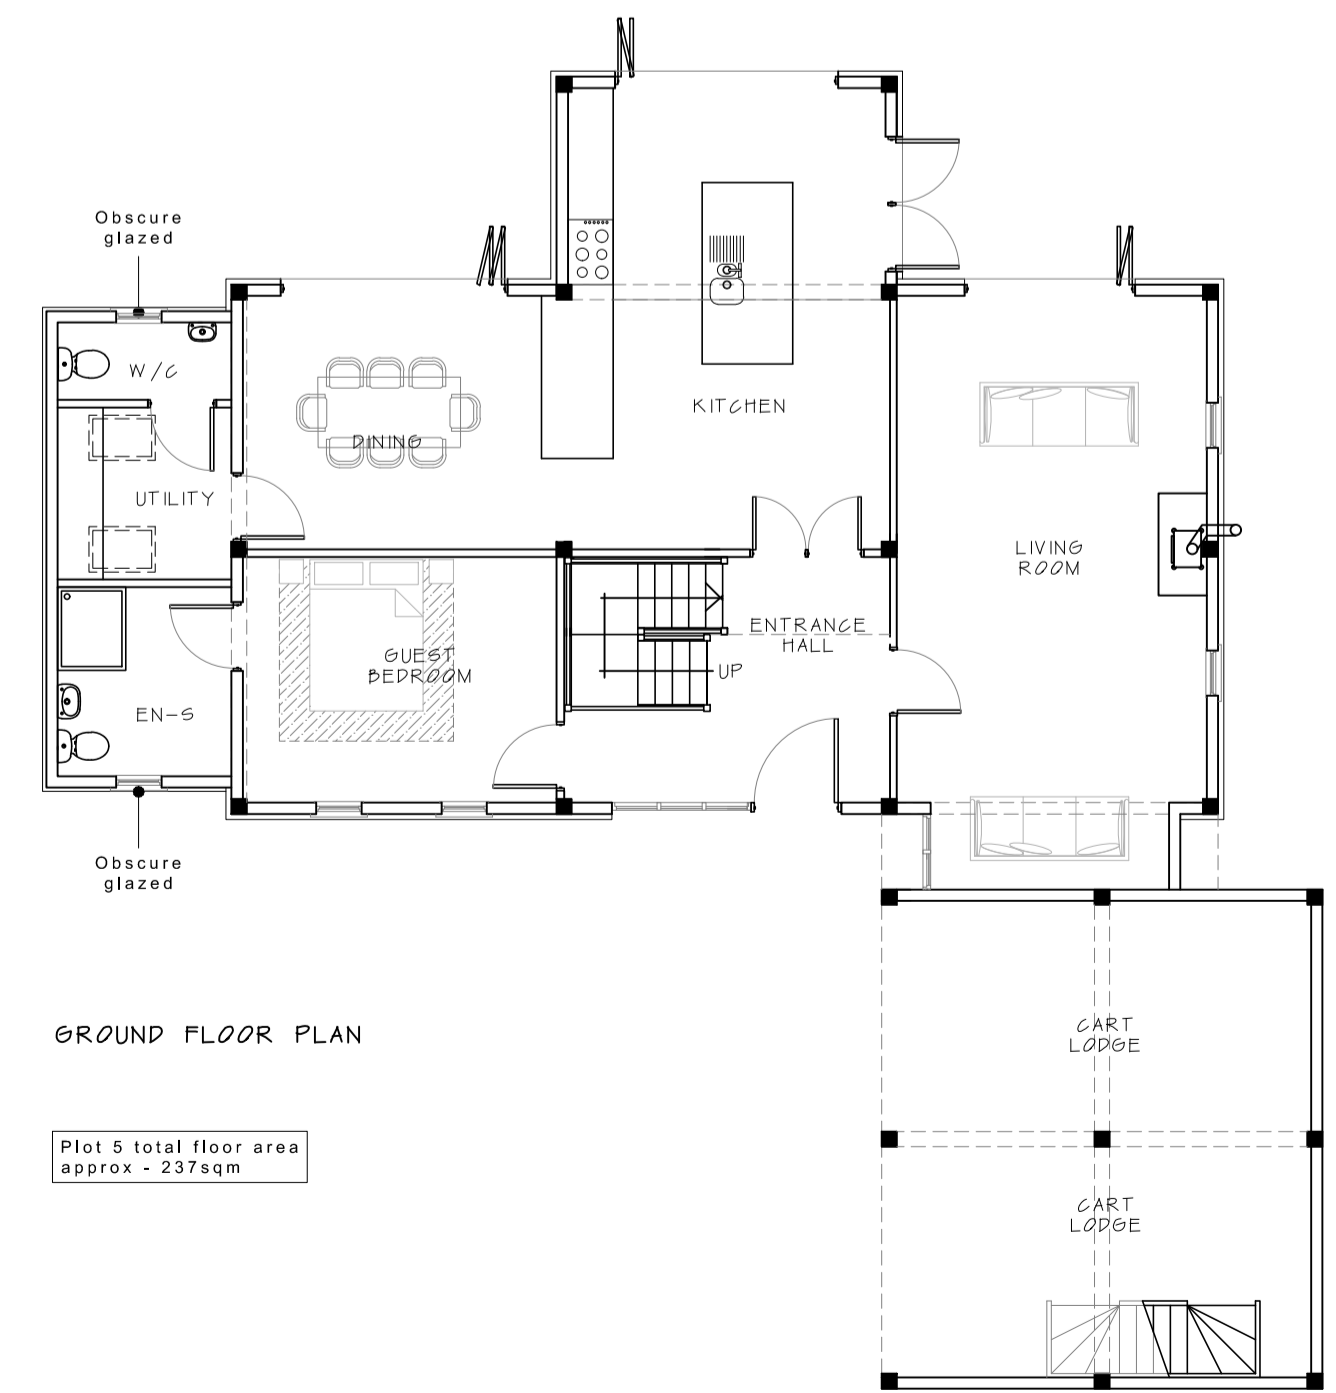 Obscure
glazed
W/C
DINING
KITCHEN
UTILITY
LIVING
ROOM
ENTRANCE
HALL
GUEST
BEDROOM
UP
EN-S
Obscure
glazed
GROUND FLOOR PLAN
CART
LODGE
Plot 5 total floor area
approx - 237sqm
CART
LODGE